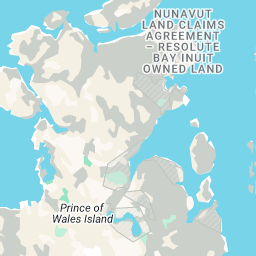 NUNAVUT
LAND CLAIMS
AGREEMENT
– RESOLUTE
BAY INUIT
OWNED LAND
Prince of
Wales Island